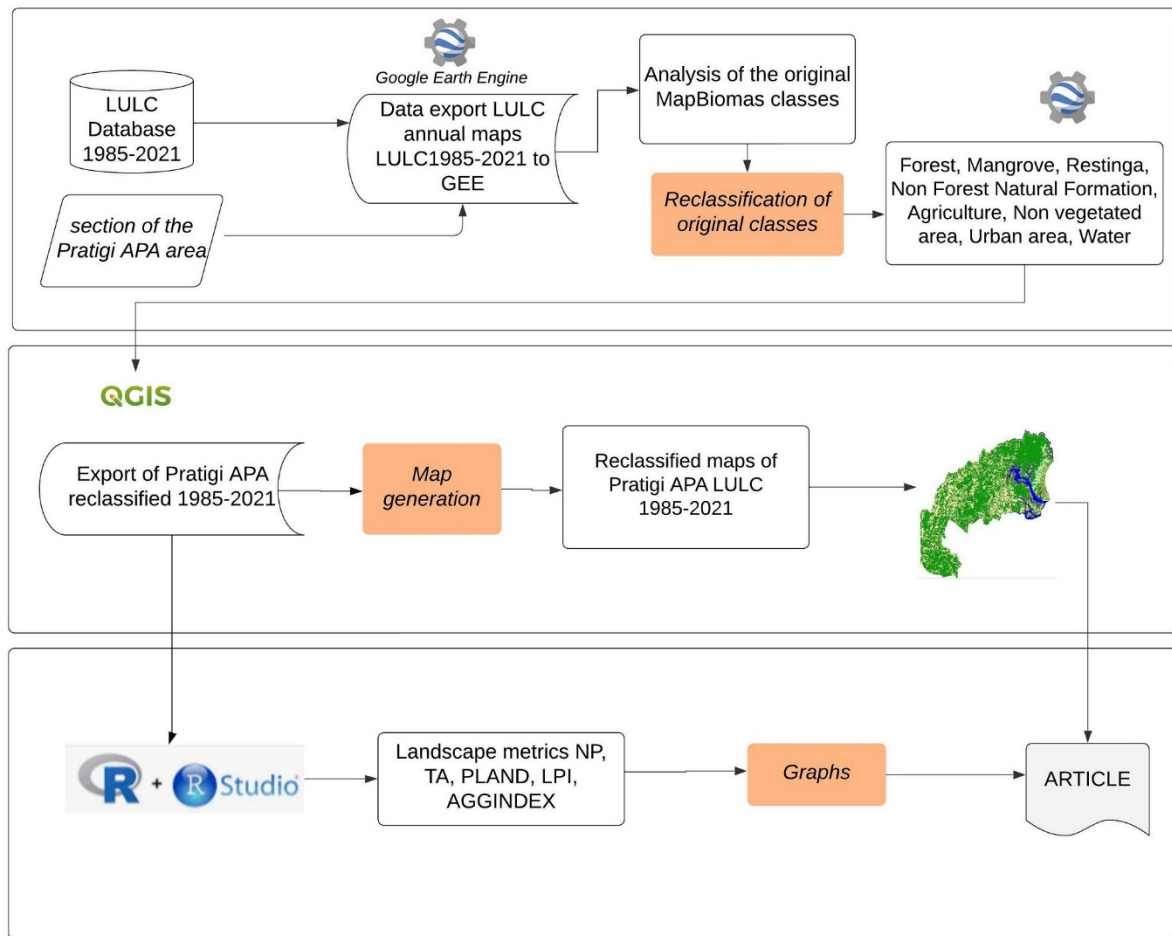 Google Earth Engine
LULC
Database
1985-2021
Data export LULC
annual maps
LULC1985-2021 to
GEE
Analysis of the original
MapBiomas classes
section of the
Pratigi APA area
Reclassification of
original classes
Forest, Mangrove, Restinga,
Non Forest Natural Formation,
Agriculture, Non vegetated
area, Urban area, Water
QGIS
Export of Pratigi APA
reclassified 1985-2021
Map
generation
Reclassified maps of
Pratigi APA LULC
1985-2021
R + R Studio
Landscape metrics NP,
TA, PLAND, LPI,
AGGINDEX
Graphs
ARTICLE